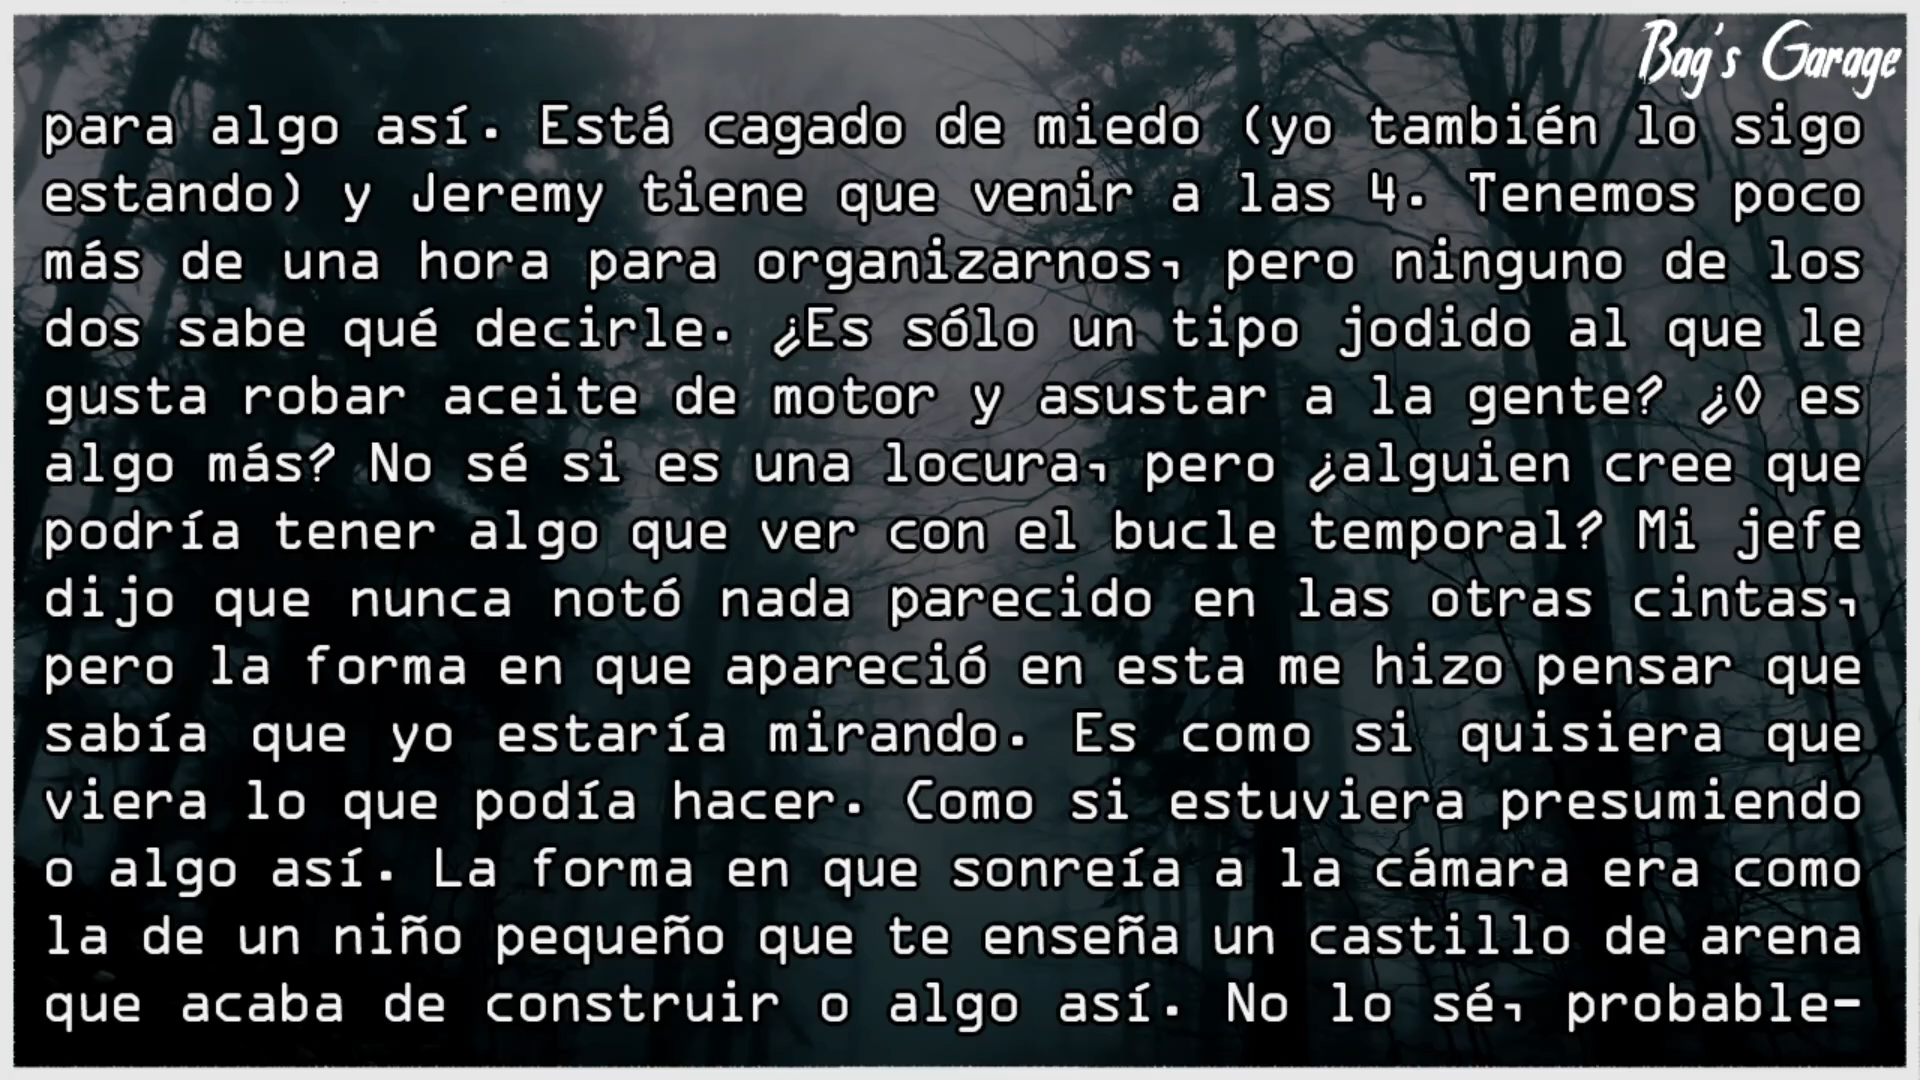 Bag's Garage
para algo así. Está cagado de miedo (yo también lo sigo
estando) y Jeremy tiene que venir a las 4. Tenemos poco
más de una hora para organizarnos, pero ninguno de los
dos sabe qué decirle. ¿Es sólo un tipo jodido al que le
gusta robar aceite de motor y asustar a la gente? ¿O es
algo más? No sé si es una locura, pero ¿alguien cree que
podría tener algo que ver con el bucle temporal? Mi jefe
dijo que nunca notó nada parecido en las otras cintas,
pero la forma en que apareció en esta me hizo pensar que
sabía que yo estaría mirando. Es como si quisiera que
viera lo que podía hacer. Como si estuviera presumiendo
o algo así. La forma en que sonreía a la cámara era como
la de un niño pequeño que te enseña un castillo de arena
que acaba de construir o algo así. No lo sé, probable-